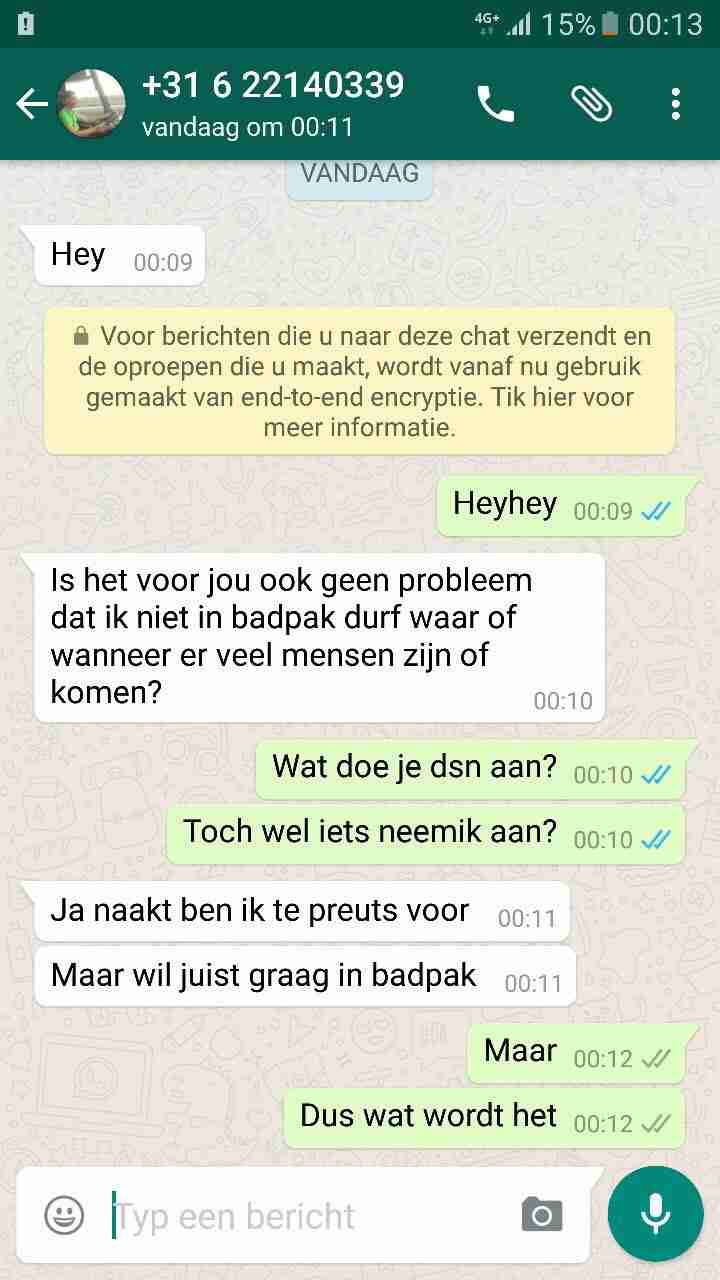 4G+ 15% 00:13
+31 6 22140339
vandaag om 00:11
VANDAAG
Hey 00:09
Voor berichten die u naar deze chat verzendt en
de oproepen die u maakt, wordt vanaf nu gebruik
gemaakt van end-to-end encryptie. Tik hier voor
meer informatie.
Heyhey 00:09
Is het voor jou ook geen probleem
dat ik niet in badpak durf waar of
wanneer er veel mensen zijn of
komen? 00:10
Wat doe je dsn aan? 00:10
Toch wel iets neemik aan? 00:10
Ja naakt ben ik te preuts voor 00:11
Maar wil juist graag in badpak 00:11
Maar 00:12
Dus wat wordt het 00:12
Typ een bericht